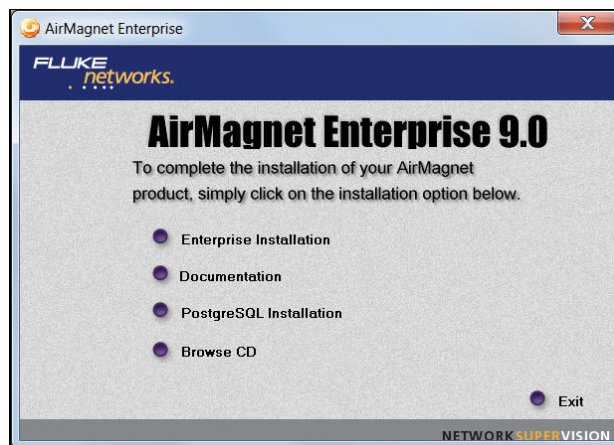 AirMagnet Enterprise
FLUKE
networks.
AirMagnet Enterprise 9.0
To complete the installation of your AirMagnet
product, simply click on the installation option below.
Enterprise Installation
Documentation
PostgreSQL Installation
Browse CD
Exit
NETWORKSUPERVISION